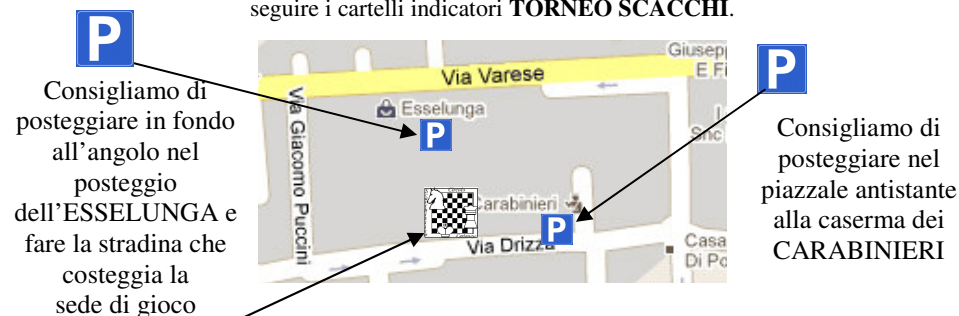 seguire i cartelli indicatori TORNEO SCACCHI.
P
Consigliamo di
posteggiare in fondo
all'angolo nel
posteggio
dell'ESSELUNGA e
fare la stradina che
costeggia la
sede di gioco
Via Varese
Via Giacomo Puccini
Esselunga
P
Carabinieri
P
Via Drizza
Giusep
E Fi
Snc
Casa
Di Po
P
Consigliamo di
posteggiare nel
piazzale antistante
alla caserma dei
CARABINIERI